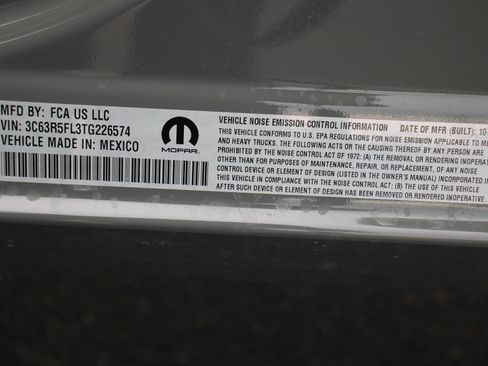 MFD BY: FCA US LLC
VIN: 3C63R5FL3TG226574
VEHICLE MADE IN: MEXICO
MOPAR
VEHICLE NOISE EMISSION CONTROL INFORMATION DATE OF MFR (BUILT): 10
THIS VEHICLE CONFORMS TO U.S. EPA REGULATIONS FOR NOISE EMISSION APPLICABLE TO ME
AND HEAVY TRUCKS. THE FOLLOWING ACTS OR THE CAUSING THEREOF BY ANY PERSON ARE
BY THE NOISE CONTROL ACT OF 1972: (A) THE REMOVAL OR RENDERING INOPERA
OTHER THAN FOR PURPOSES OF MAINTENANCE, REPAIR, OR REPLACEMENT, OF ANY NOISE
CONTROL DEVICE OR ELEMENT OF DESIGN (LISTED IN THE OWNER'S MANUAL) INCORPORATED
THIS VEHICLE IN COMPLIANCE WITH THE NOISE CONTROL ACT; (B) THE USE OF THIS VEHICLE
AFTER SUCH DEVICE OR ELEMENT OF DESIGN HAS BEEN REMOVED OR RENDERED INOPERATIVE.